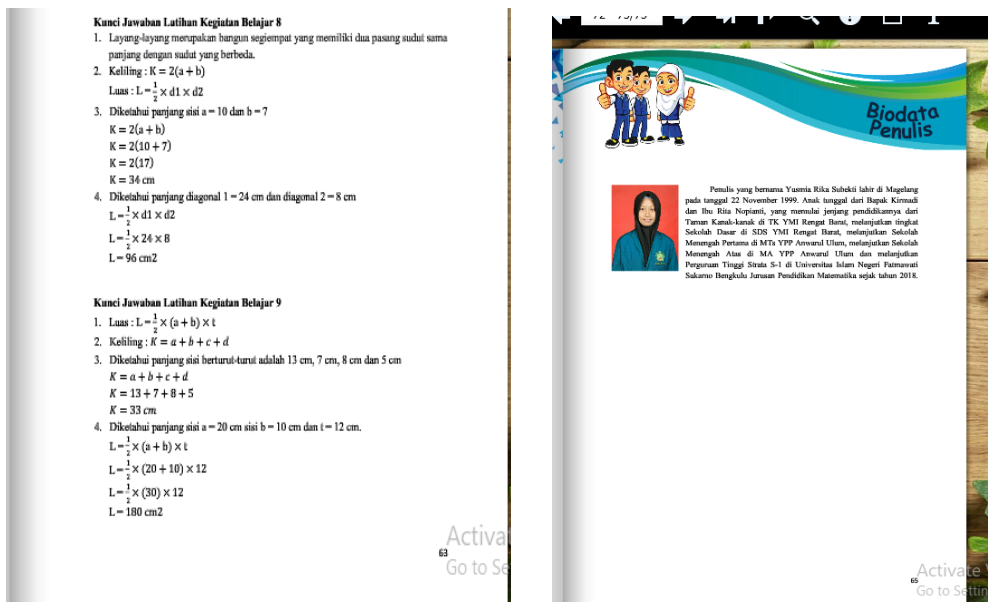 Kunci Jawaban Latihan Kegiatan Belajar 8
1. Layang-layang merupakan bangun segiempat yang memiliki dua pasang sudut sama
panjang dengan sudut yang berbeda.
2. Keliling : K = 2(a + b)
Luas : L = 1/2 × d1 × d2
3. Diketahui panjang sisi a = 10 dan b = 7
K = 2(a + b)
K = 2(10 + 7)
K = 2(17)
K = 34 cm
4. Diketahui panjang diagonal 1 = 24 cm dan diagonal 2 = 8 cm
L = 1/2 × d1 × d2
L = 1/2 × 24 × 8
L = 96 cm2
Kunci Jawaban Latihan Kegiatan Belajar 9
1. Luas : L = 1/2 × (a + b) × t
2. Keliling : K = a + b + c + d
3. Diketahui panjang sisi berturut-turut adalah 13 cm, 7 cm, 8 cm dan 5 cm
K = a + b + c + d
K = 13 + 7 + 8 + 5
K = 33 cm
4. Diketahui panjang sisi a = 20 cm sisi b = 10 cm dan t = 12 cm.
L = 1/2 × (a + b) × t
L = 1/2 × (20 + 10) × 12
L = 1/2 × (30) × 12
L = 180 cm2
63
Activa
Go to Se
Biodata
Penulis
Penulis yang bernama Yusmia Rika Subekti lahir di Magelang
pada tanggal 22 November 1999. Anak tunggal dari Bapak Kirmadi
dan Ibu Rita Nopianti, yang memulai jenjang pendidikannya dari
Taman Kanak-kanak di TK YMI Rengat Barat, melanjutkan tingkat
Sekolah Dasar di SDS YMI Rengat Barat, melanjutkan Sekolah
Menengah Pertama di MTs YPP Anwarul Ulum, melanjutkan Sekolah
Menengah Atas di MA YPP Anwarul Ulum dan melanjutkan
Perguruan Tinggi Strata S-1 di Universitas Islam Negeri Fatmawati
Sukarno Bengkulu Jurusan Pendidikan Matematika sejak tahun 2018.
65
Activate
Go to Settin